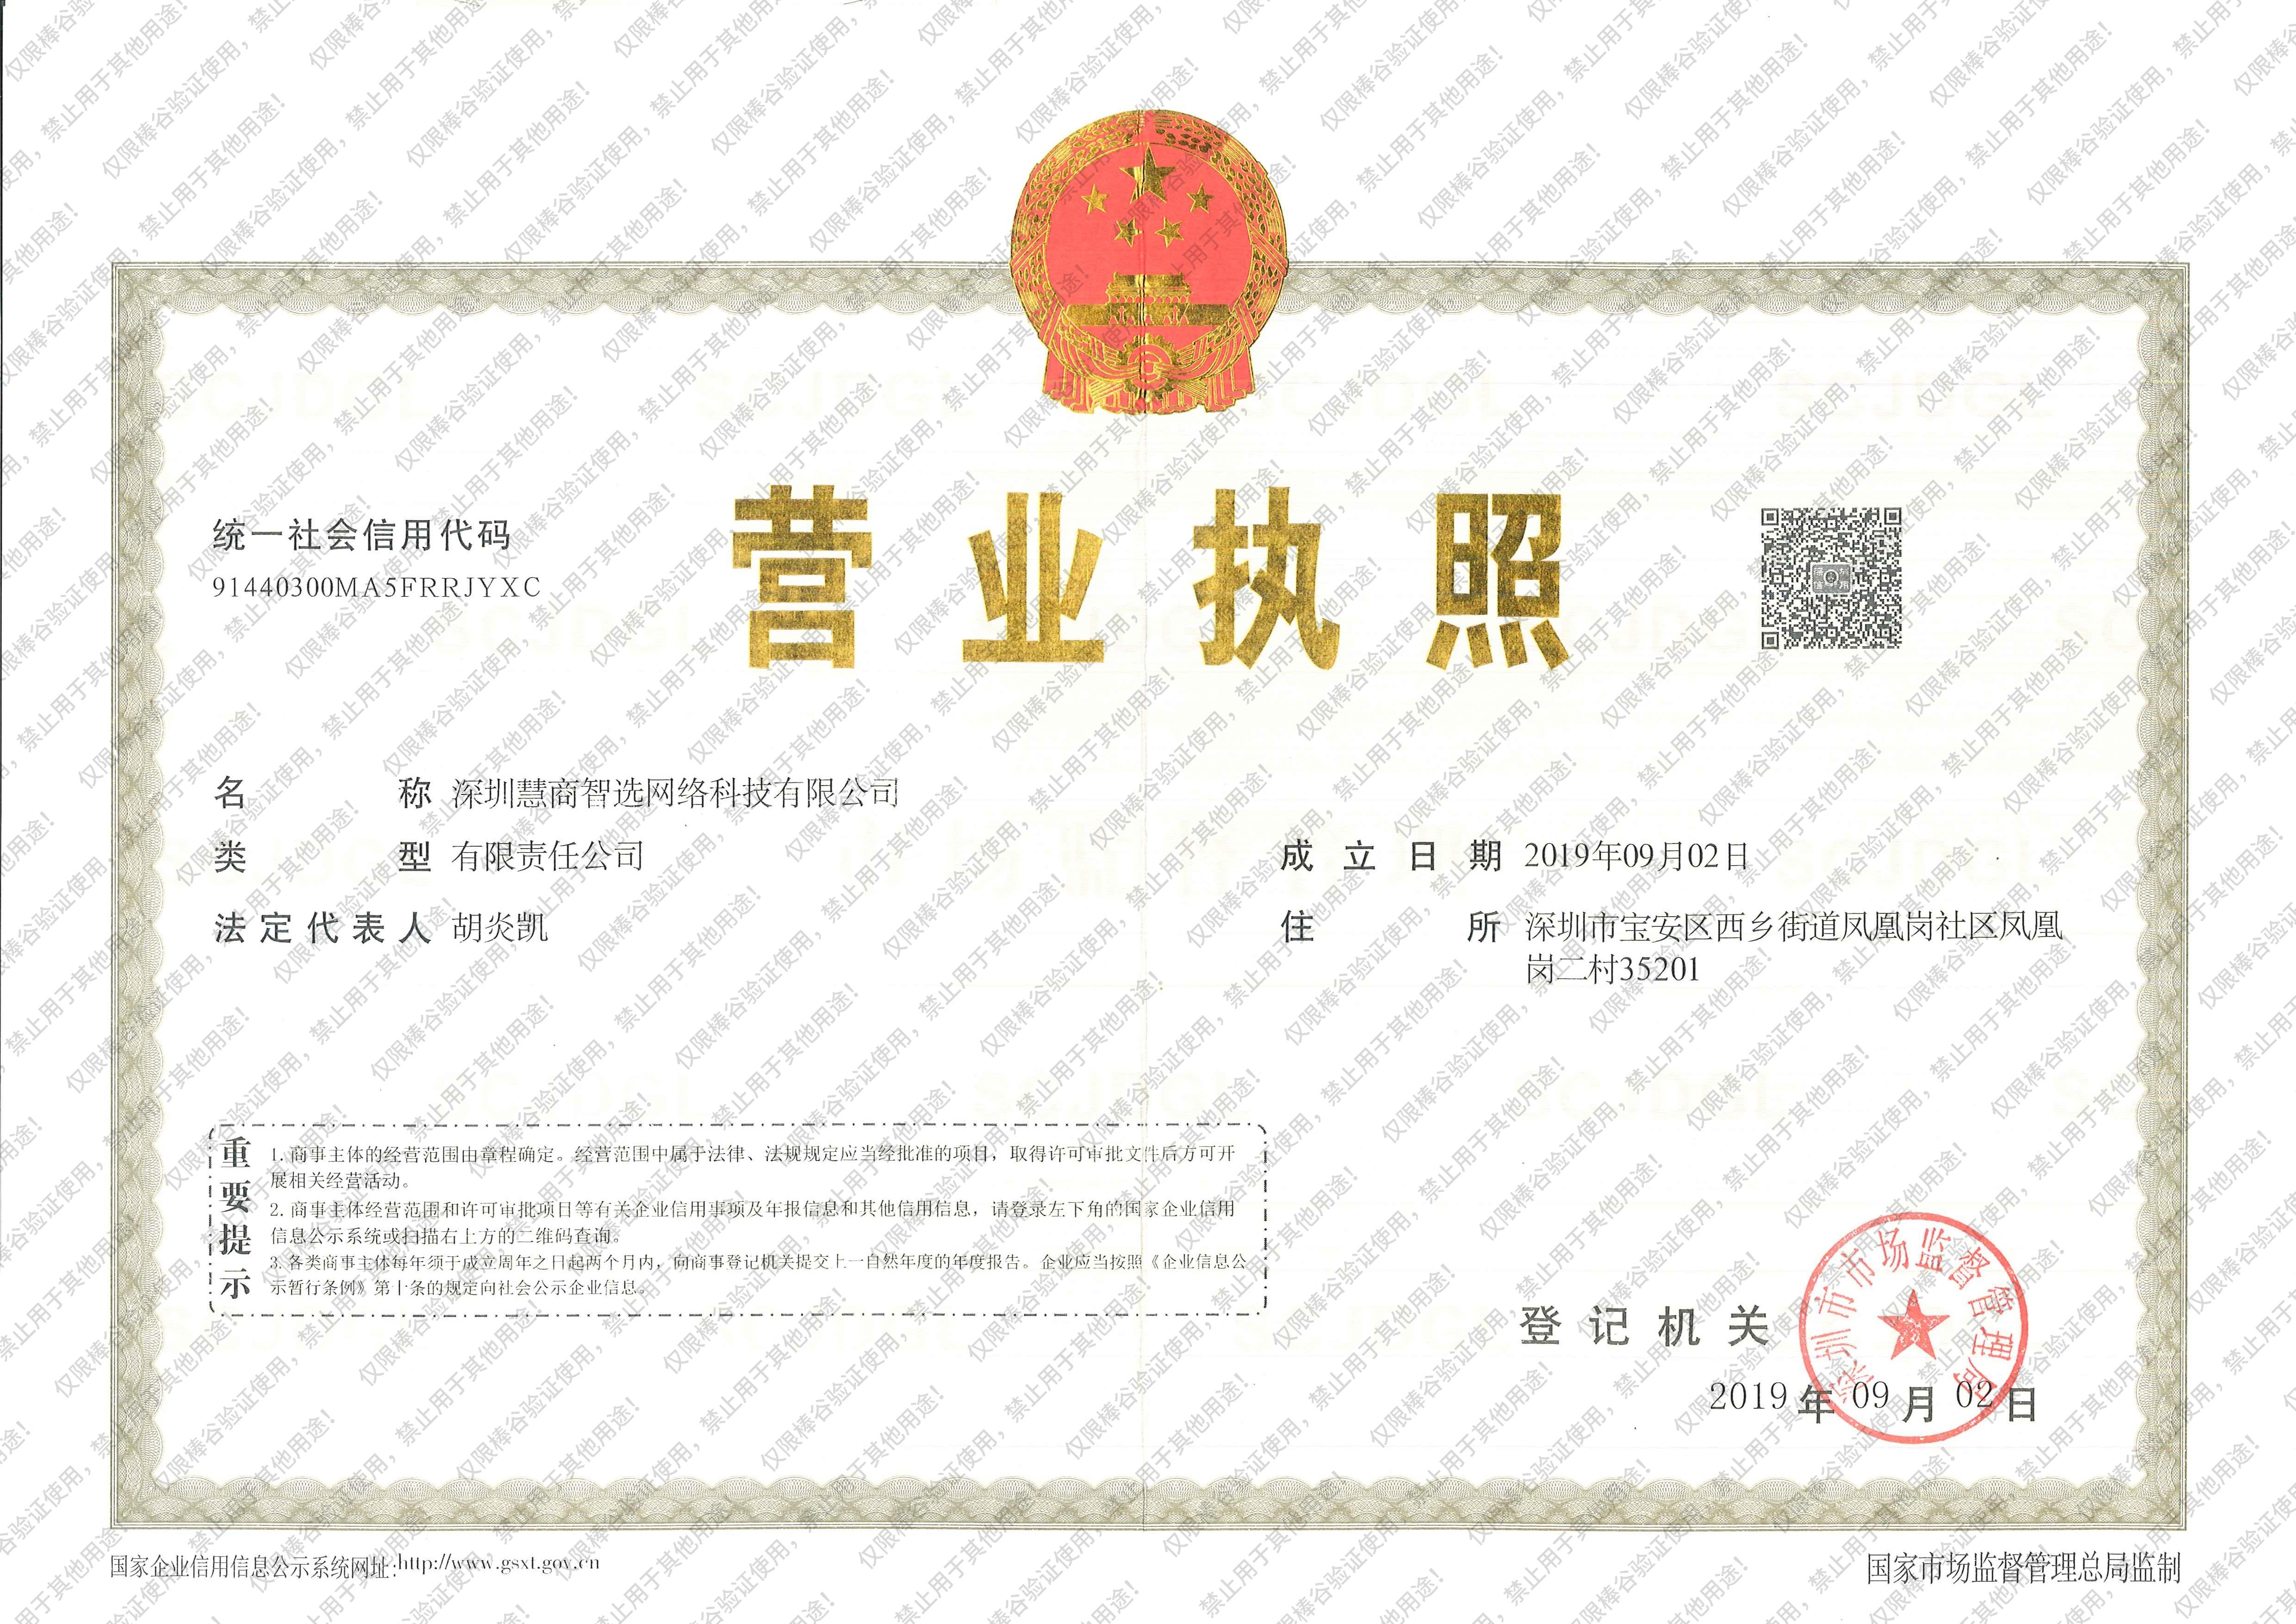 营业执照
统一社会信用代码
91440300MA5FRRJYXC
名称 深圳慧商智选网络科技有限公司
类型 有限责任公司
法定代表人 胡炎凯
成立日期 2019年09月02日
住所 深圳市宝安区西乡街道凤凰岗社区凤凰
岗二村35201
重要提示
1.商事主体的经营范围由章程确定。经营范围中属于法律、法规规定应当经批准的项目，取得许可审批文件后方可开
展相关经营活动。
2.商事主体经营范围和许可审批项目等有关企业信用事项及年报信息和其他信用信息，请登录左下角的国家企业信用
信息公示系统或扫描右上方的二维码查询。
3.各类商事主体每年须于成立周年之日起两个月内，向商事登记机关提交上一自然年度的年度报告。企业应当按照《企业信息公
示暂行条例》第十条的规定向社会公示企业信息。
登记机关
深圳市市场监督管理局
2019年09月02日
国家企业信用信息公示系统网址:http://www.gsxt.gov.cn
国家市场监督管理总局监制
仅限棒谷验证使用，禁止用于其他用途！
SCJDGL